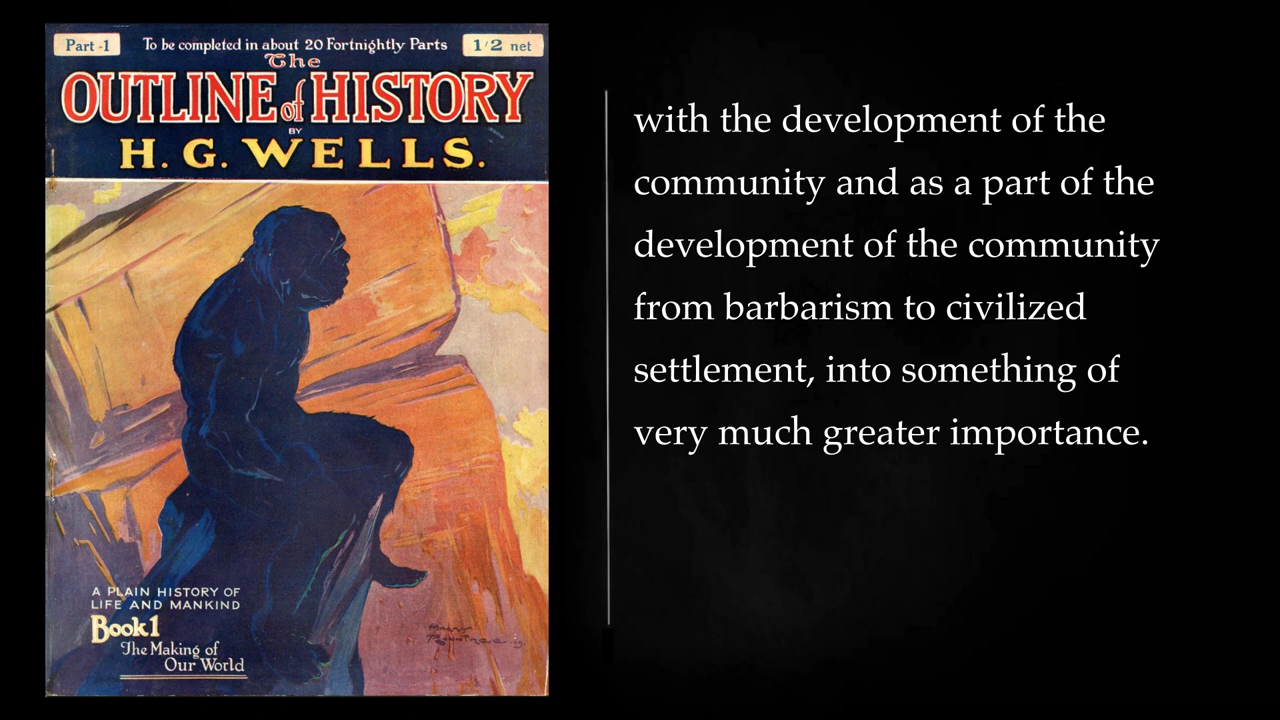 Part -1
To be completed in about 20 Fortnightly Parts
1/2 net
The
OUTLINE of HISTORY
BY
H. G. WELLS.
A PLAIN HISTORY OF
LIFE AND MANKIND
Book 1
The Making of
Our World
with the development of the
community and as a part of the
development of the community
from barbarism to civilized
settlement, into something of
very much greater importance.